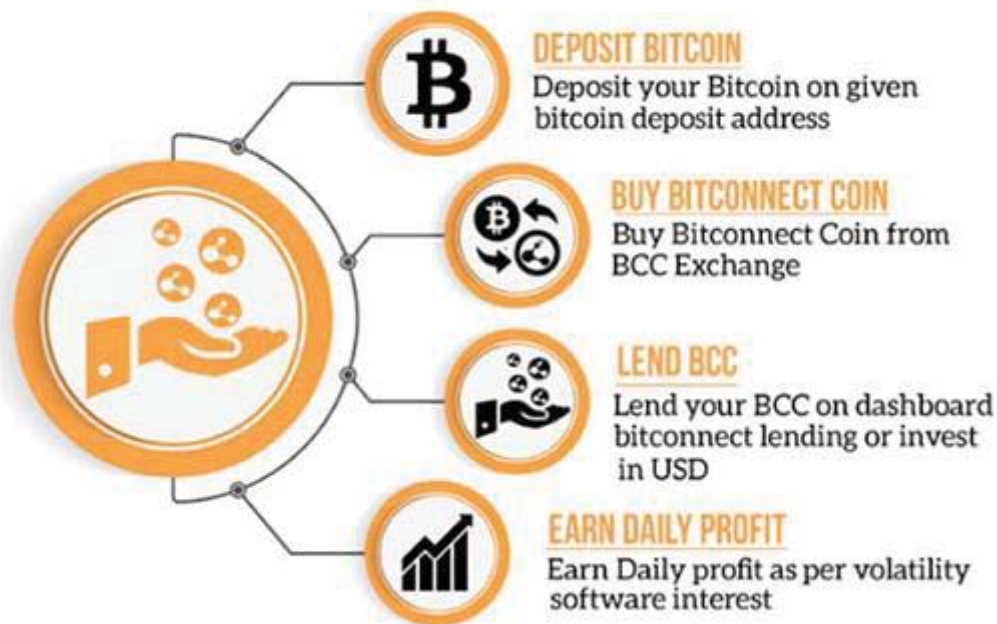 DEPOSIT BITCOIN
Deposit your Bitcoin on given
bitcoin deposit address
BUY BITCONNECT COIN
Buy Bitconnect Coin from
BCC Exchange
LEND BCC
Lend your BCC on dashboard
bitconnect lending or invest
in USD
EARN DAILY PROFIT
Earn Daily profit as per volatility
software interest